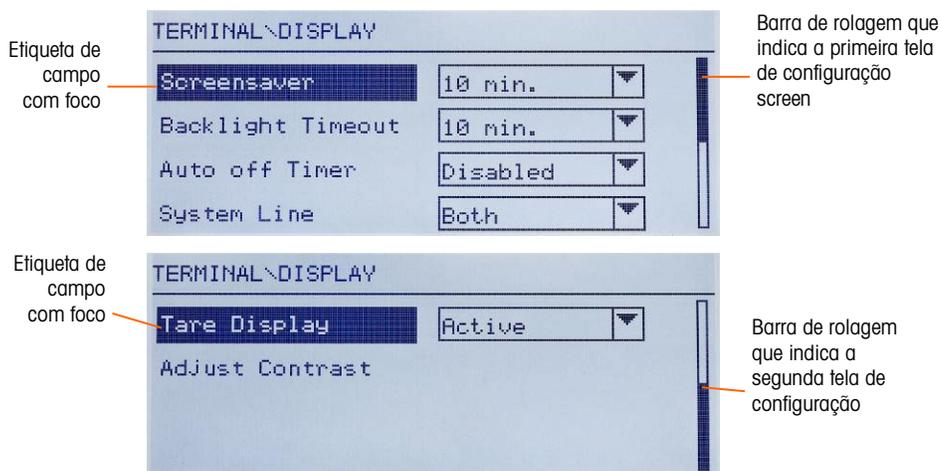 TERMINAL\DISPLAY
Etiqueta de
campo
com foco
Screensaver 10 min.
Backlight Timeout 10 min.
Auto off Timer Disabled
System Line Both
Barra de rolagem que
indica a primeira tela
de configuração
screen
TERMINAL\DISPLAY
Etiqueta de
campo
com foco
Tare Display Active
Adjust Contrast
Barra de rolagem
que indica a
segunda tela de
configuração